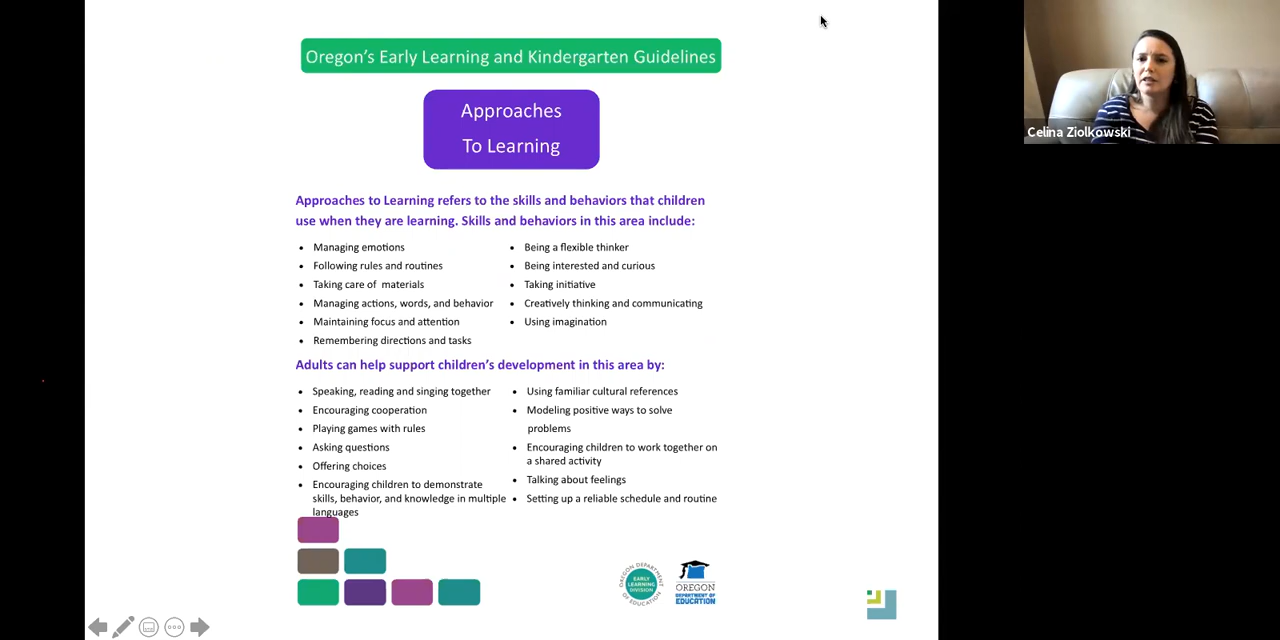 Oregon's Early Learning and Kindergarten Guidelines
Approaches
To Learning
Approaches to Learning refers to the skills and behaviors that children
use when they are learning. Skills and behaviors in this area include:
• Managing emotions
• Following rules and routines
• Taking care of materials
• Managing actions, words, and behavior
• Maintaining focus and attention
• Remembering directions and tasks
• Being a flexible thinker
• Being interested and curious
• Taking initiative
• Creatively thinking and communicating
• Using imagination
Adults can help support children's development in this area by:
• Speaking, reading and singing together
• Encouraging cooperation
• Playing games with rules
• Asking questions
• Offering choices
• Encouraging children to demonstrate
skills, behavior, and knowledge in multiple
languages
• Using familiar cultural references
• Modeling positive ways to solve
problems
• Encouraging children to work together on
a shared activity
• Talking about feelings
• Setting up a reliable schedule and routine
OREGON DEPARTMENT
OF EDUCATION
EARLY
LEARNING
DIVISION
OREGON
DEPARTMENT OF
EDUCATION
Celina Ziolkowski